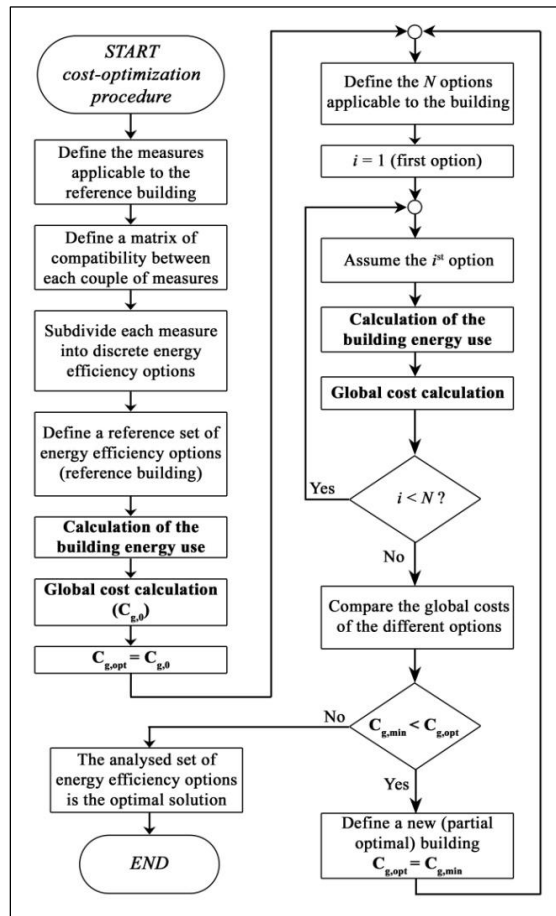 START
cost-optimization
procedure
Define the measures
applicable to the
reference building
Define a matrix of
compatibility between
each couple of measures
Subdivide each measure
into discrete energy
efficiency options
Define a reference set of
energy efficiency options
(reference building)
Calculation of the
building energy use
Global cost calculation
(Cg,0)
Cg,opt = Cg,0
Define the N options
applicable to the building
i = 1 (first option)
Assume the ist option
Calculation of the
building energy use
Global cost calculation
Yes
i < N ?
No
Compare the global costs
of the different options
No
Cg,min < Cg,opt
Yes
Define a new (partial
optimal) building
Cg,opt = Cg,min
The analysed set of
energy efficiency options
is the optimal solution
END